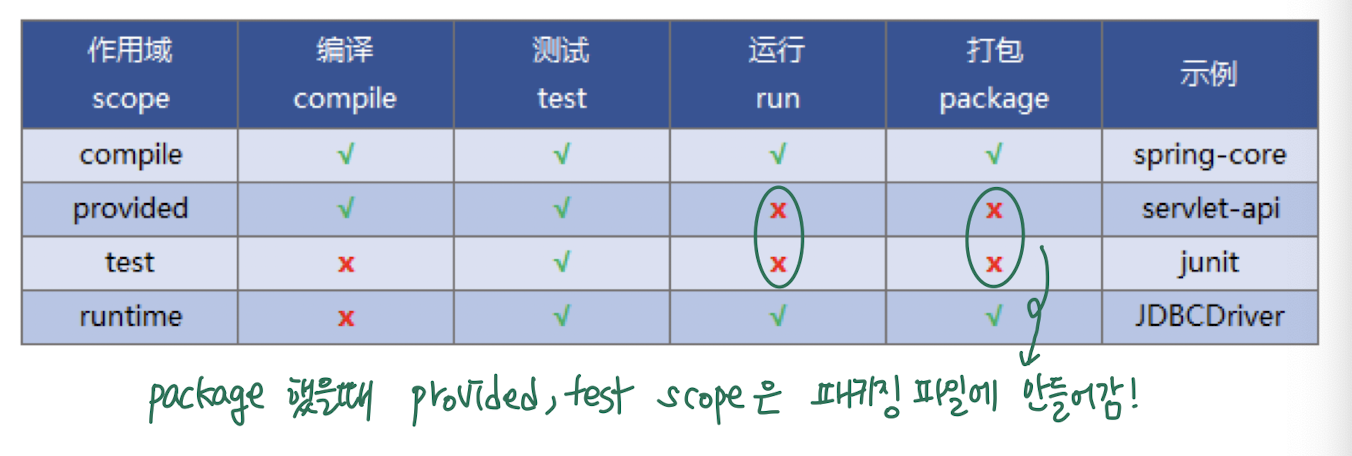 作用域 scope 编译 compile 测试 test 运行 run 打包 package 示例
compile √ √ √ √ spring-core
provided √ √ x x servlet-api
test x √ x x junit
runtime x √ √ √ JDBCDriver
package 했을때 provided, test scope은 패키징 파일에 안들어감!